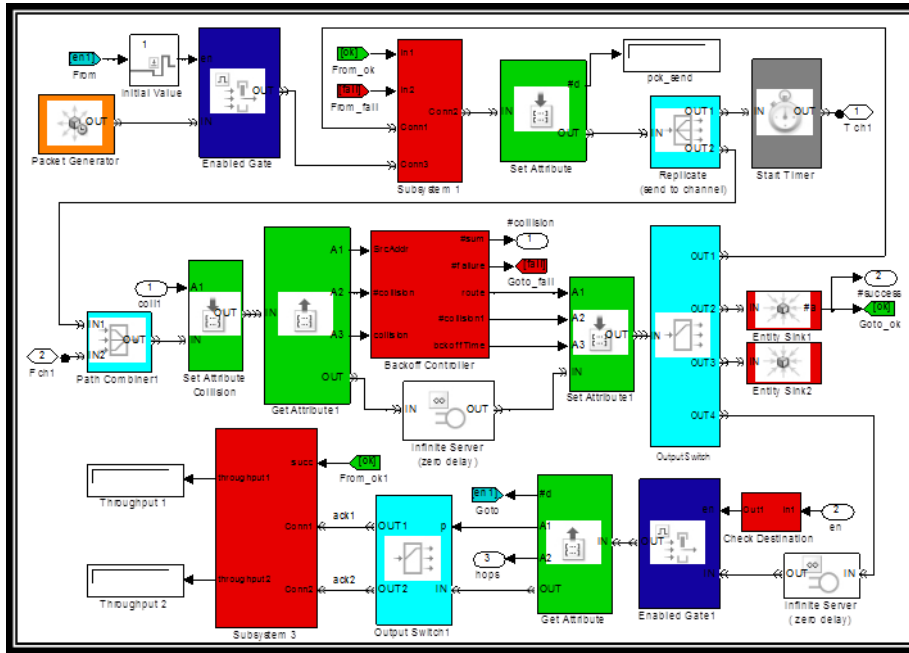 en1
From
1
Initial Value
en
OUT
IN
Enabled Gate
OUT
Packet Generator
[ok]
From_ok
[fail]
From_fail
In1
In2
Conn1
Conn2
Conn3
Subsystem 1
IN
#d
OUT
Set Attribute
pck_send
IN
OUT1
OUT2
Replicate
(send to channel)
IN
OUT
Start Timer
1
T ch1
1
coll1
2
F ch1
IN1
IN2
OUT
Path Combiner1
A1
OUT
IN
Set Attribute
Collision
IN
A1
A2
A3
OUT
Get Attribute1
SrcAddr
#collision
collision
#sum
#failure
route
#collision1
Backoff Controller
#collision
1
[fail]
Goto_fail
IN
OUT
Infinite Server
(zero delay)
A1
A2
A3
IN
OUT
Set Attribute1
IN
OUT1
OUT2
OUT3
OUT4
OutputSwitch
IN
#a
Entity Sink1
2
#success
[ok]
Goto_ok
IN
Entity Sink2
Throughput 1
Throughput 2
throughput1
throughput2
succ
Conn1
Conn2
Subsystem 3
[ok]
From_ok1
ack1
ack2
OUT1
OUT2
p
IN
Output Switch1
en1
Goto
3
hops
#d
A1
A2
OUT
IN
Get Attribute
en
OUT
IN
Enabled Gate1
Out1
In1
Check Destination
2
en
OUT
IN
Infinite Server
(zero delay)